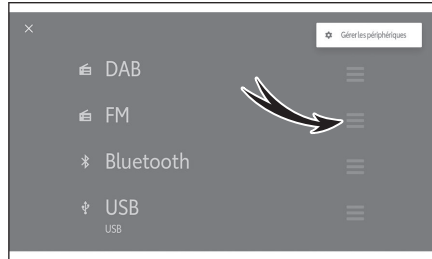 Gérer les périphériques
DAB
FM
Bluetooth
USB
USB